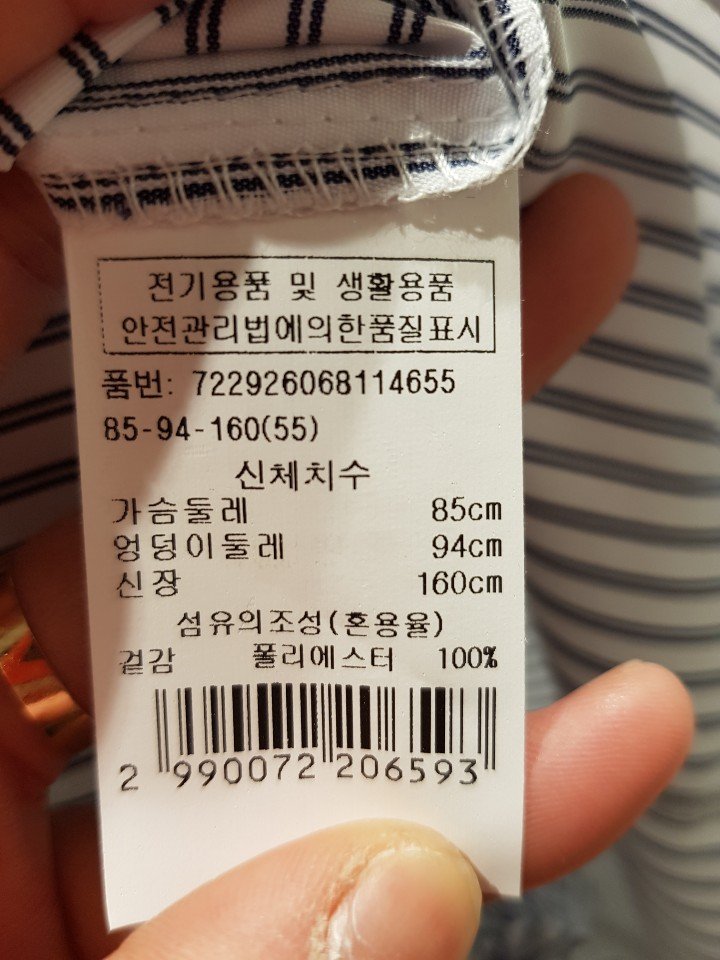 전기용품 및 생활용품
안전관리법에의한품질표시
품번: 722926068114655
85-94-160(55)
신체치수
가슴둘레 85cm
엉덩이둘레 94cm
신장 160cm
섬유의조성(혼용율)
겉감 폴리에스터 100%
2 990072 206593